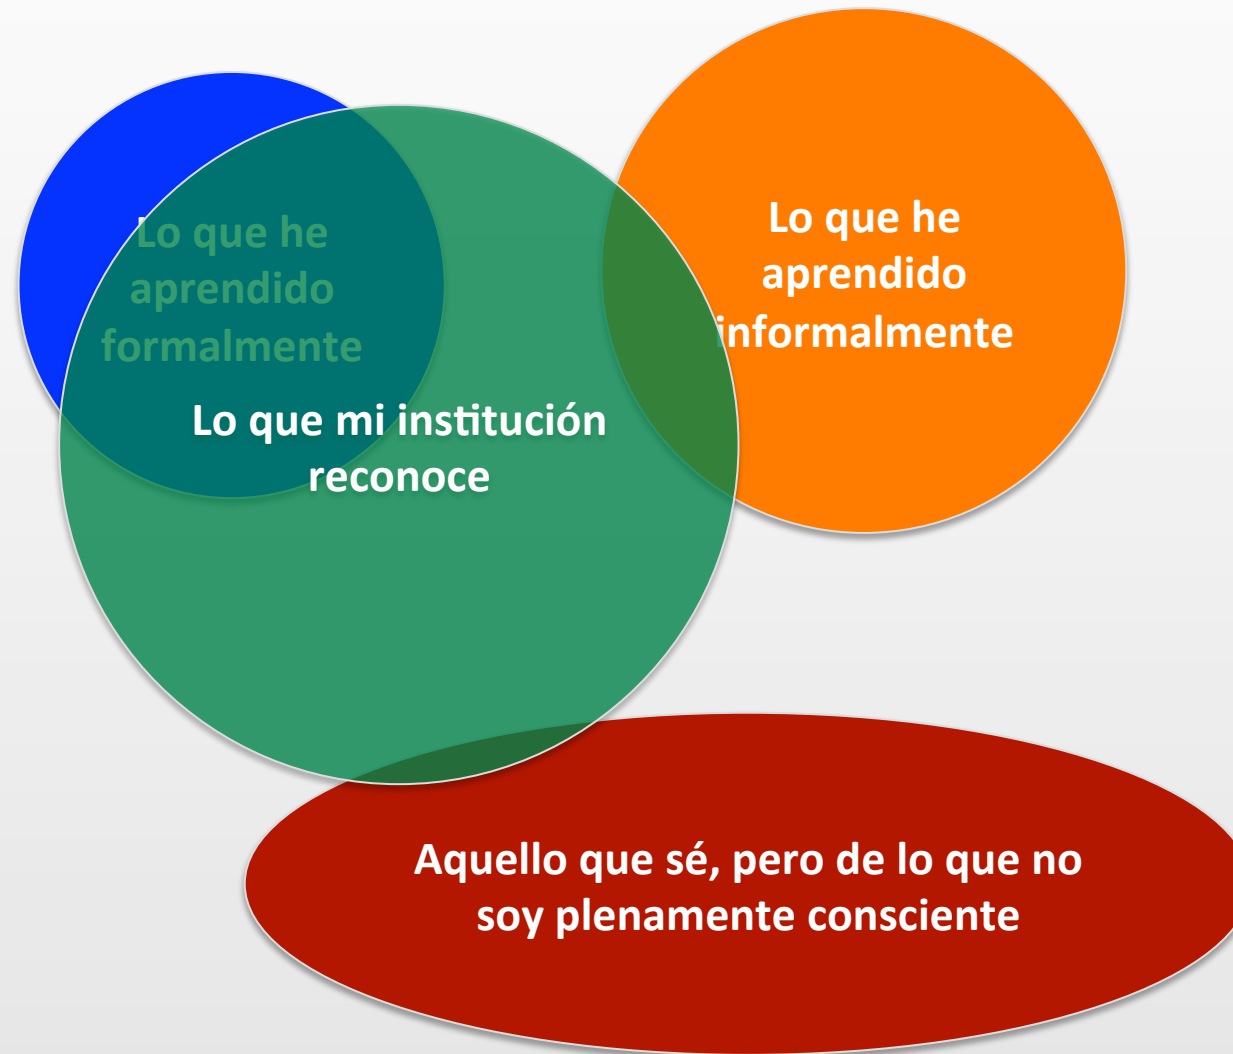 Lo que he
aprendido
formalmente
Lo que he
aprendido
informalmente
Lo que mi institución
reconoce
Aquello que sé, pero de lo que no
soy plenamente consciente